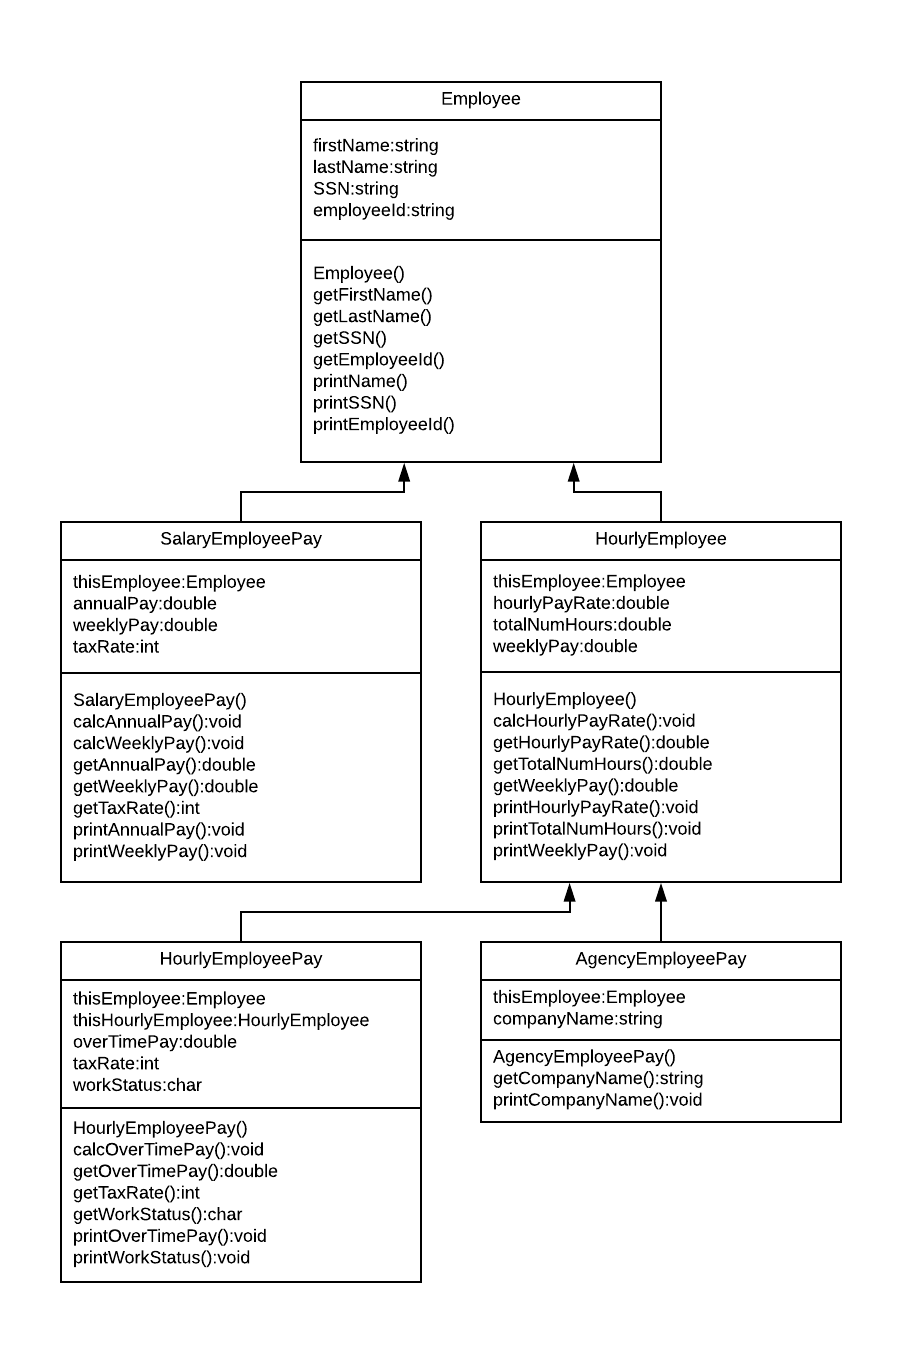 Employee
firstName:string
lastName:string
SSN:string
employeeId:string
Employee()
getFirstName()
getLastName()
getSSN()
getEmployeeId()
printName()
printSSN()
printEmployeeId()
SalaryEmployeePay
thisEmployee:Employee
annualPay:double
weeklyPay:double
taxRate:int
SalaryEmployeePay()
calcAnnualPay():void
calcWeeklyPay():void
getAnnualPay():double
getWeeklyPay():double
getTaxRate():int
printAnnualPay():void
printWeeklyPay():void
HourlyEmployee
thisEmployee:Employee
hourlyPayRate:double
totalNumHours:double
weeklyPay:double
HourlyEmployee()
calcHourlyPayRate():void
getHourlyPayRate():double
getTotalNumHours():double
getWeeklyPay():double
printHourlyPayRate():void
printTotalNumHours():void
printWeeklyPay():void
HourlyEmployeePay
thisEmployee:Employee
thisHourlyEmployee:HourlyEmployee
overTimePay:double
taxRate:int
workStatus:char
HourlyEmployeePay()
calcOverTimePay():void
getOverTimePay():double
getTaxRate():int
getWorkStatus():char
printOverTimePay():void
printWorkStatus():void
AgencyEmployeePay
thisEmployee:Employee
companyName:string
AgencyEmployeePay()
getCompanyName():string
printCompanyName():void